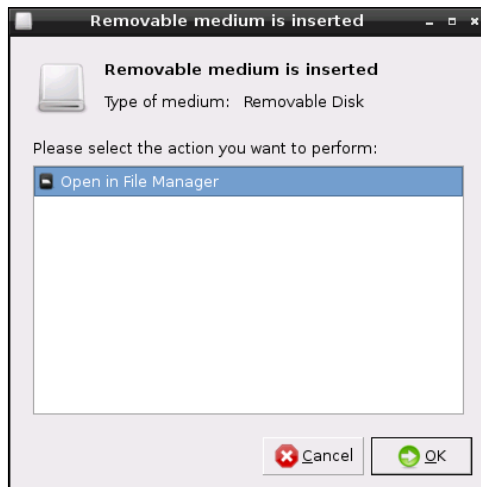 Removable medium is inserted
Removable medium is inserted
Type of medium: Removable Disk
Please select the action you want to perform:
Open in File Manager
Cancel OK